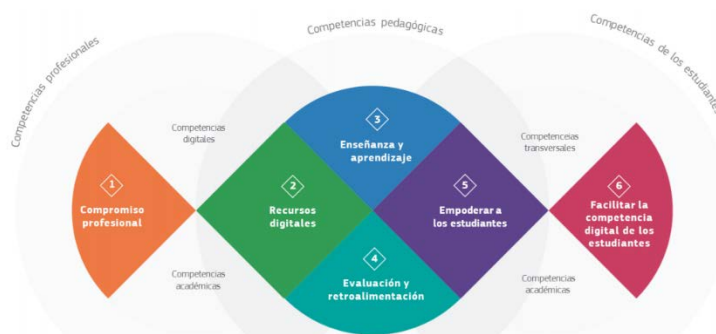 Competencias profesionales
Competencias pedagógicas
Competencias de los estudiantes
Competencias
digitales
Competenceias
transversales
1
Compromiso
profesional
2
Recursos
digitales
3
Enseñanza y
aprendizaje
4
Evaluación y
retroalimentación
5
Empoderar a
los estudiantes
6
Facilitar la
competencia
digital de los
estudiantes
Competencias
académicas
Competencias
académicas